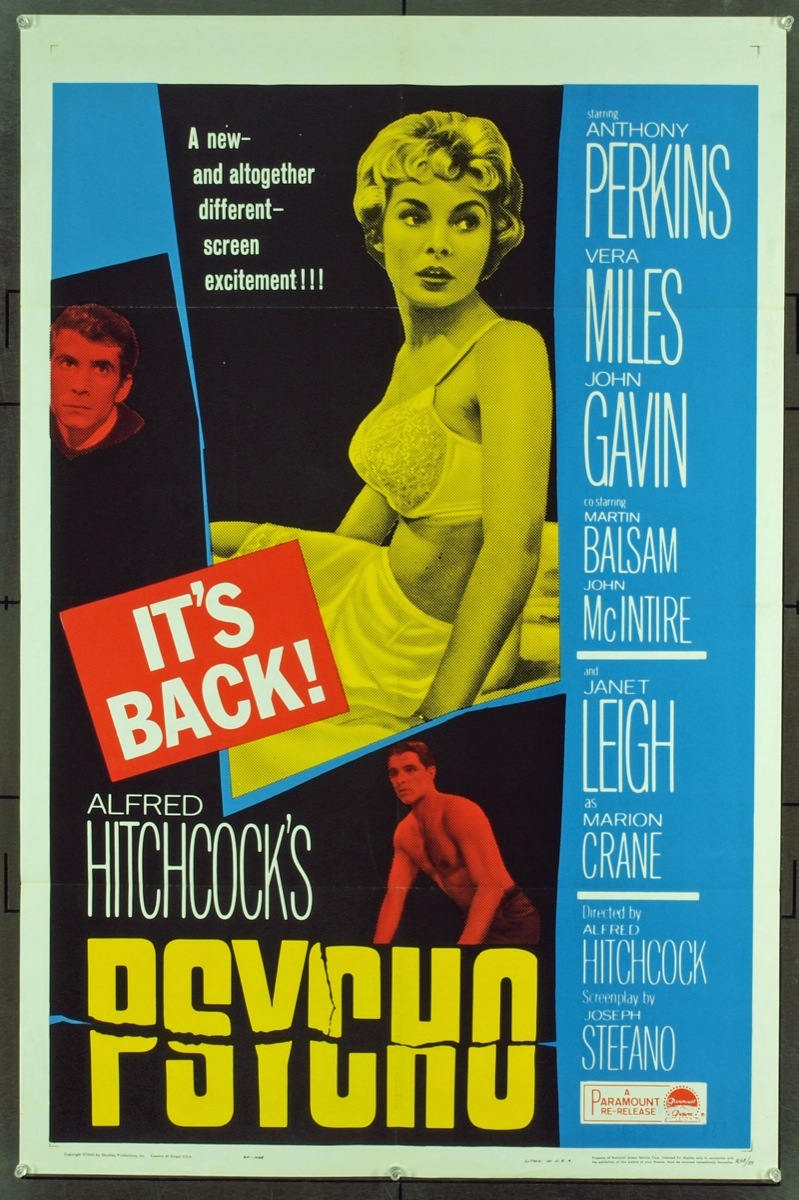 A new-
and altogether
different-
screen
excitement!!!
IT'S
BACK!
ALFRED
HITCHCOCK'S
PSYCHO
starring
ANTHONY
PERKINS
VERA
MILES
JOHN
GAVIN
co starring
MARTIN
BALSAM
JOHN
McINTIRE
and
JANET
LEIGH
as
MARION
CRANE
Directed by
ALFRED
HITCHCOCK
Screenplay by
JOSEPH
STEFANO
A
PARAMOUNT
RE-RELEASE
Paramount